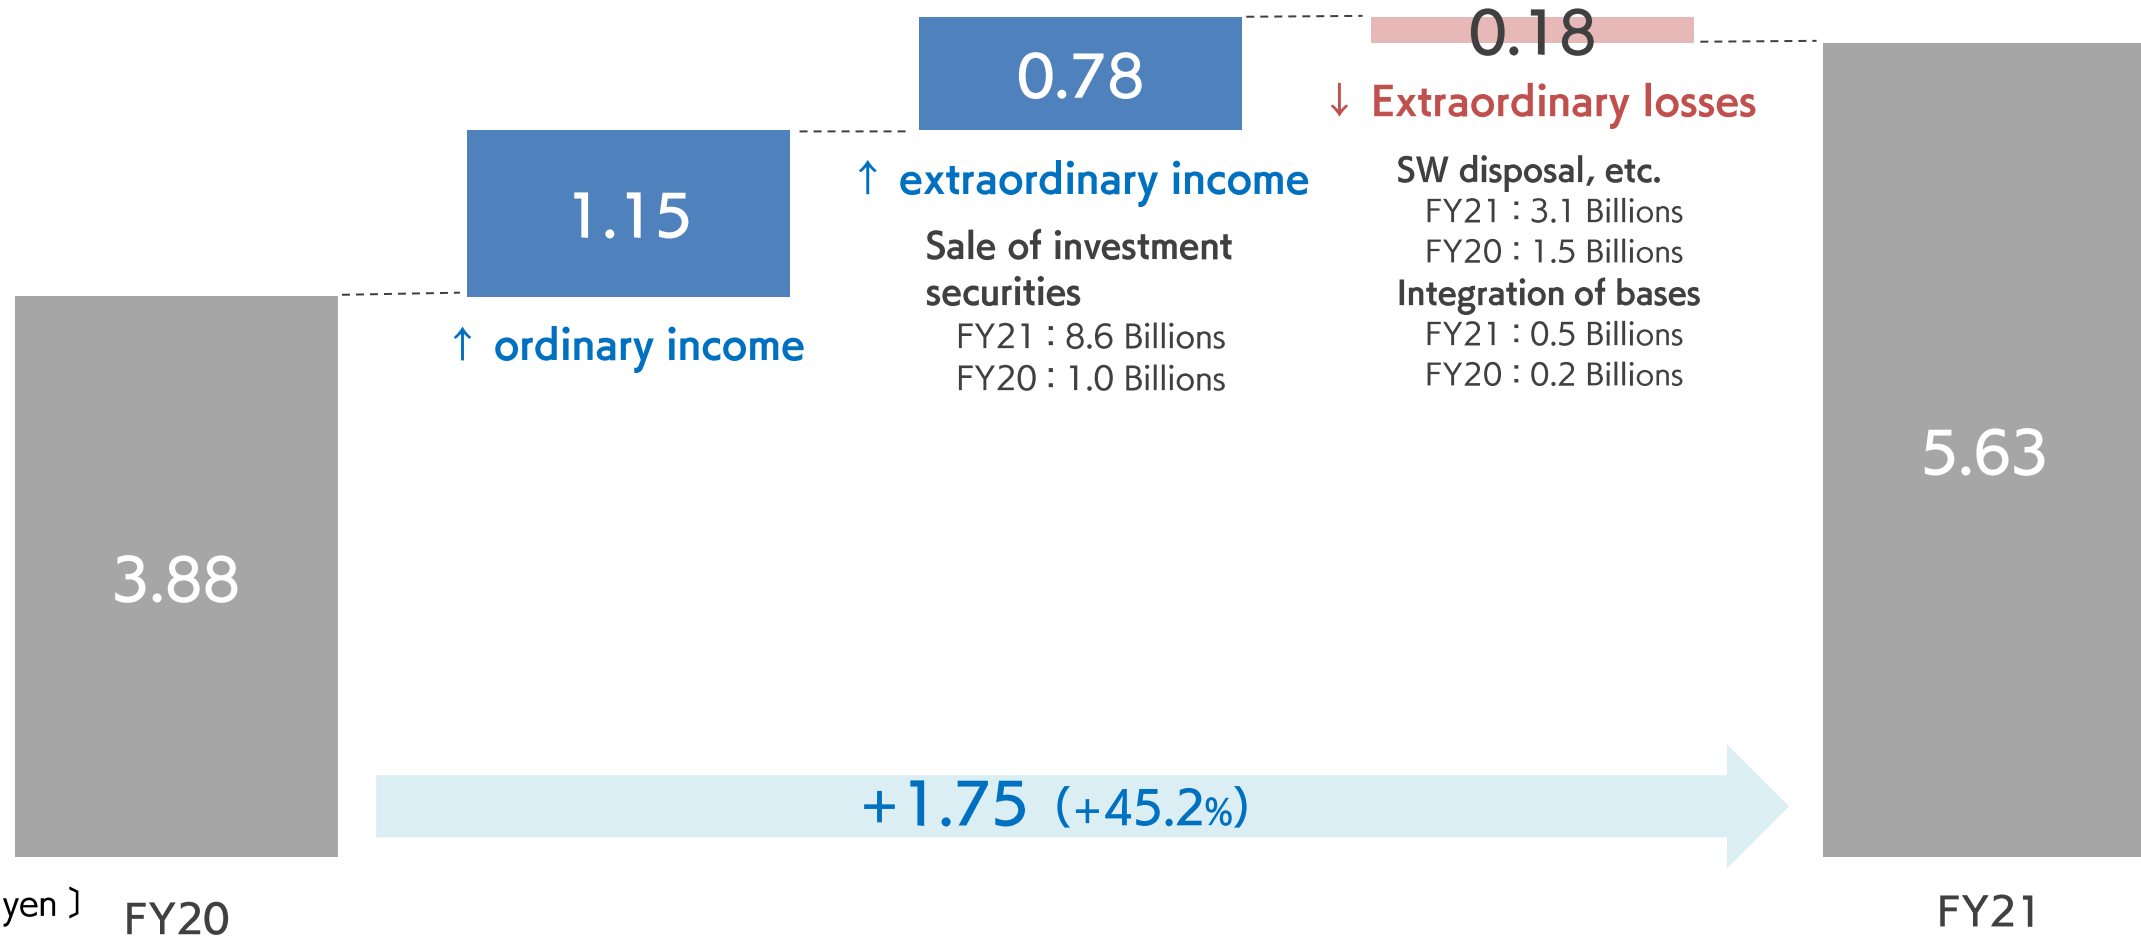 3.88
1.15
↑ ordinary income
0.78
↑ extraordinary income
Sale of investment
securities
FY21：8.6 Billions
FY20：1.0 Billions
0.18
↓ Extraordinary losses
SW disposal, etc.
FY21：3.1 Billions
FY20：1.5 Billions
Integration of bases
FY21：0.5 Billions
FY20：0.2 Billions
5.63
+1.75 (+45.2%)
yen〕
FY20
FY21